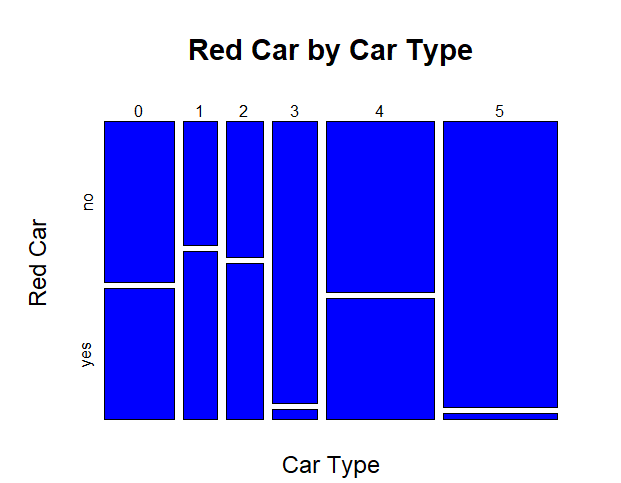 Red Car by Car Type
0 1 2 3 4 5
no
Red Car
yes
Car Type